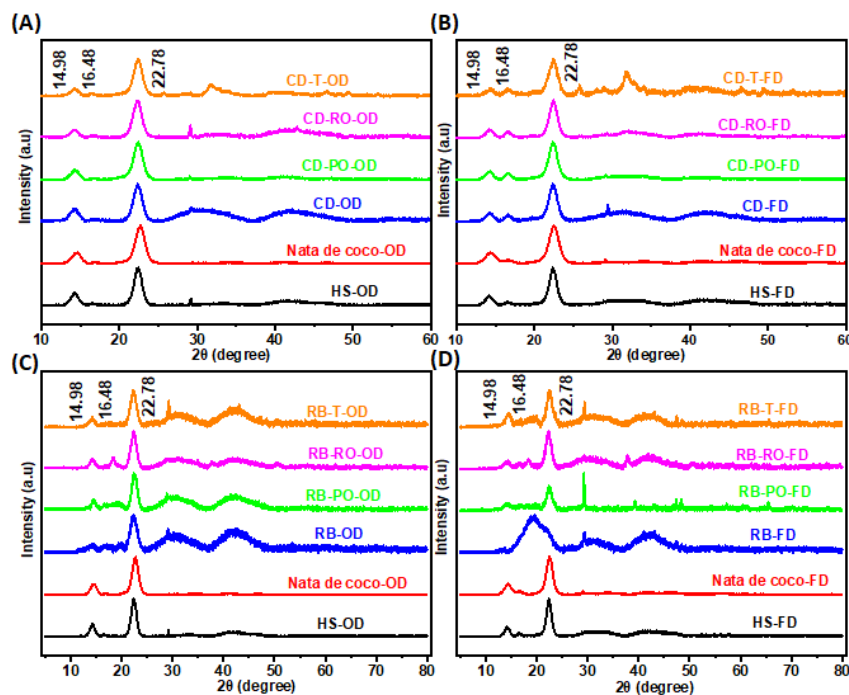 (A)
14.98
16.48
22.78
CD-T-OD
CD-RO-OD
CD-PO-OD
CD-OD
Nata de coco-OD
HS-OD
Intensity (a.u)
10 20 30 40 50 60
2θ (degree)
(B)
14.98
16.48
22.78
CD-T-FD
CD-RO-FD
CD-PO-FD
CD-FD
Nata de coco-FD
HS-FD
Intensity (a.u)
10 20 30 40 50 60
2θ (degree)
(C)
14.98
16.48
22.78
RB-T-OD
RB-RO-OD
RB-PO-OD
RB-OD
Nata de coco-OD
HS-OD
Intensity (a.u)
10 20 30 40 50 60 70 80
2θ (degree)
(D)
14.98
16.48
22.78
RB-T-FD
RB-RO-FD
RB-PO-FD
RB-FD
Nata de coco-FD
HS-FD
Intensity (a.u)
10 20 30 40 50 60 70 80
2θ (degree)